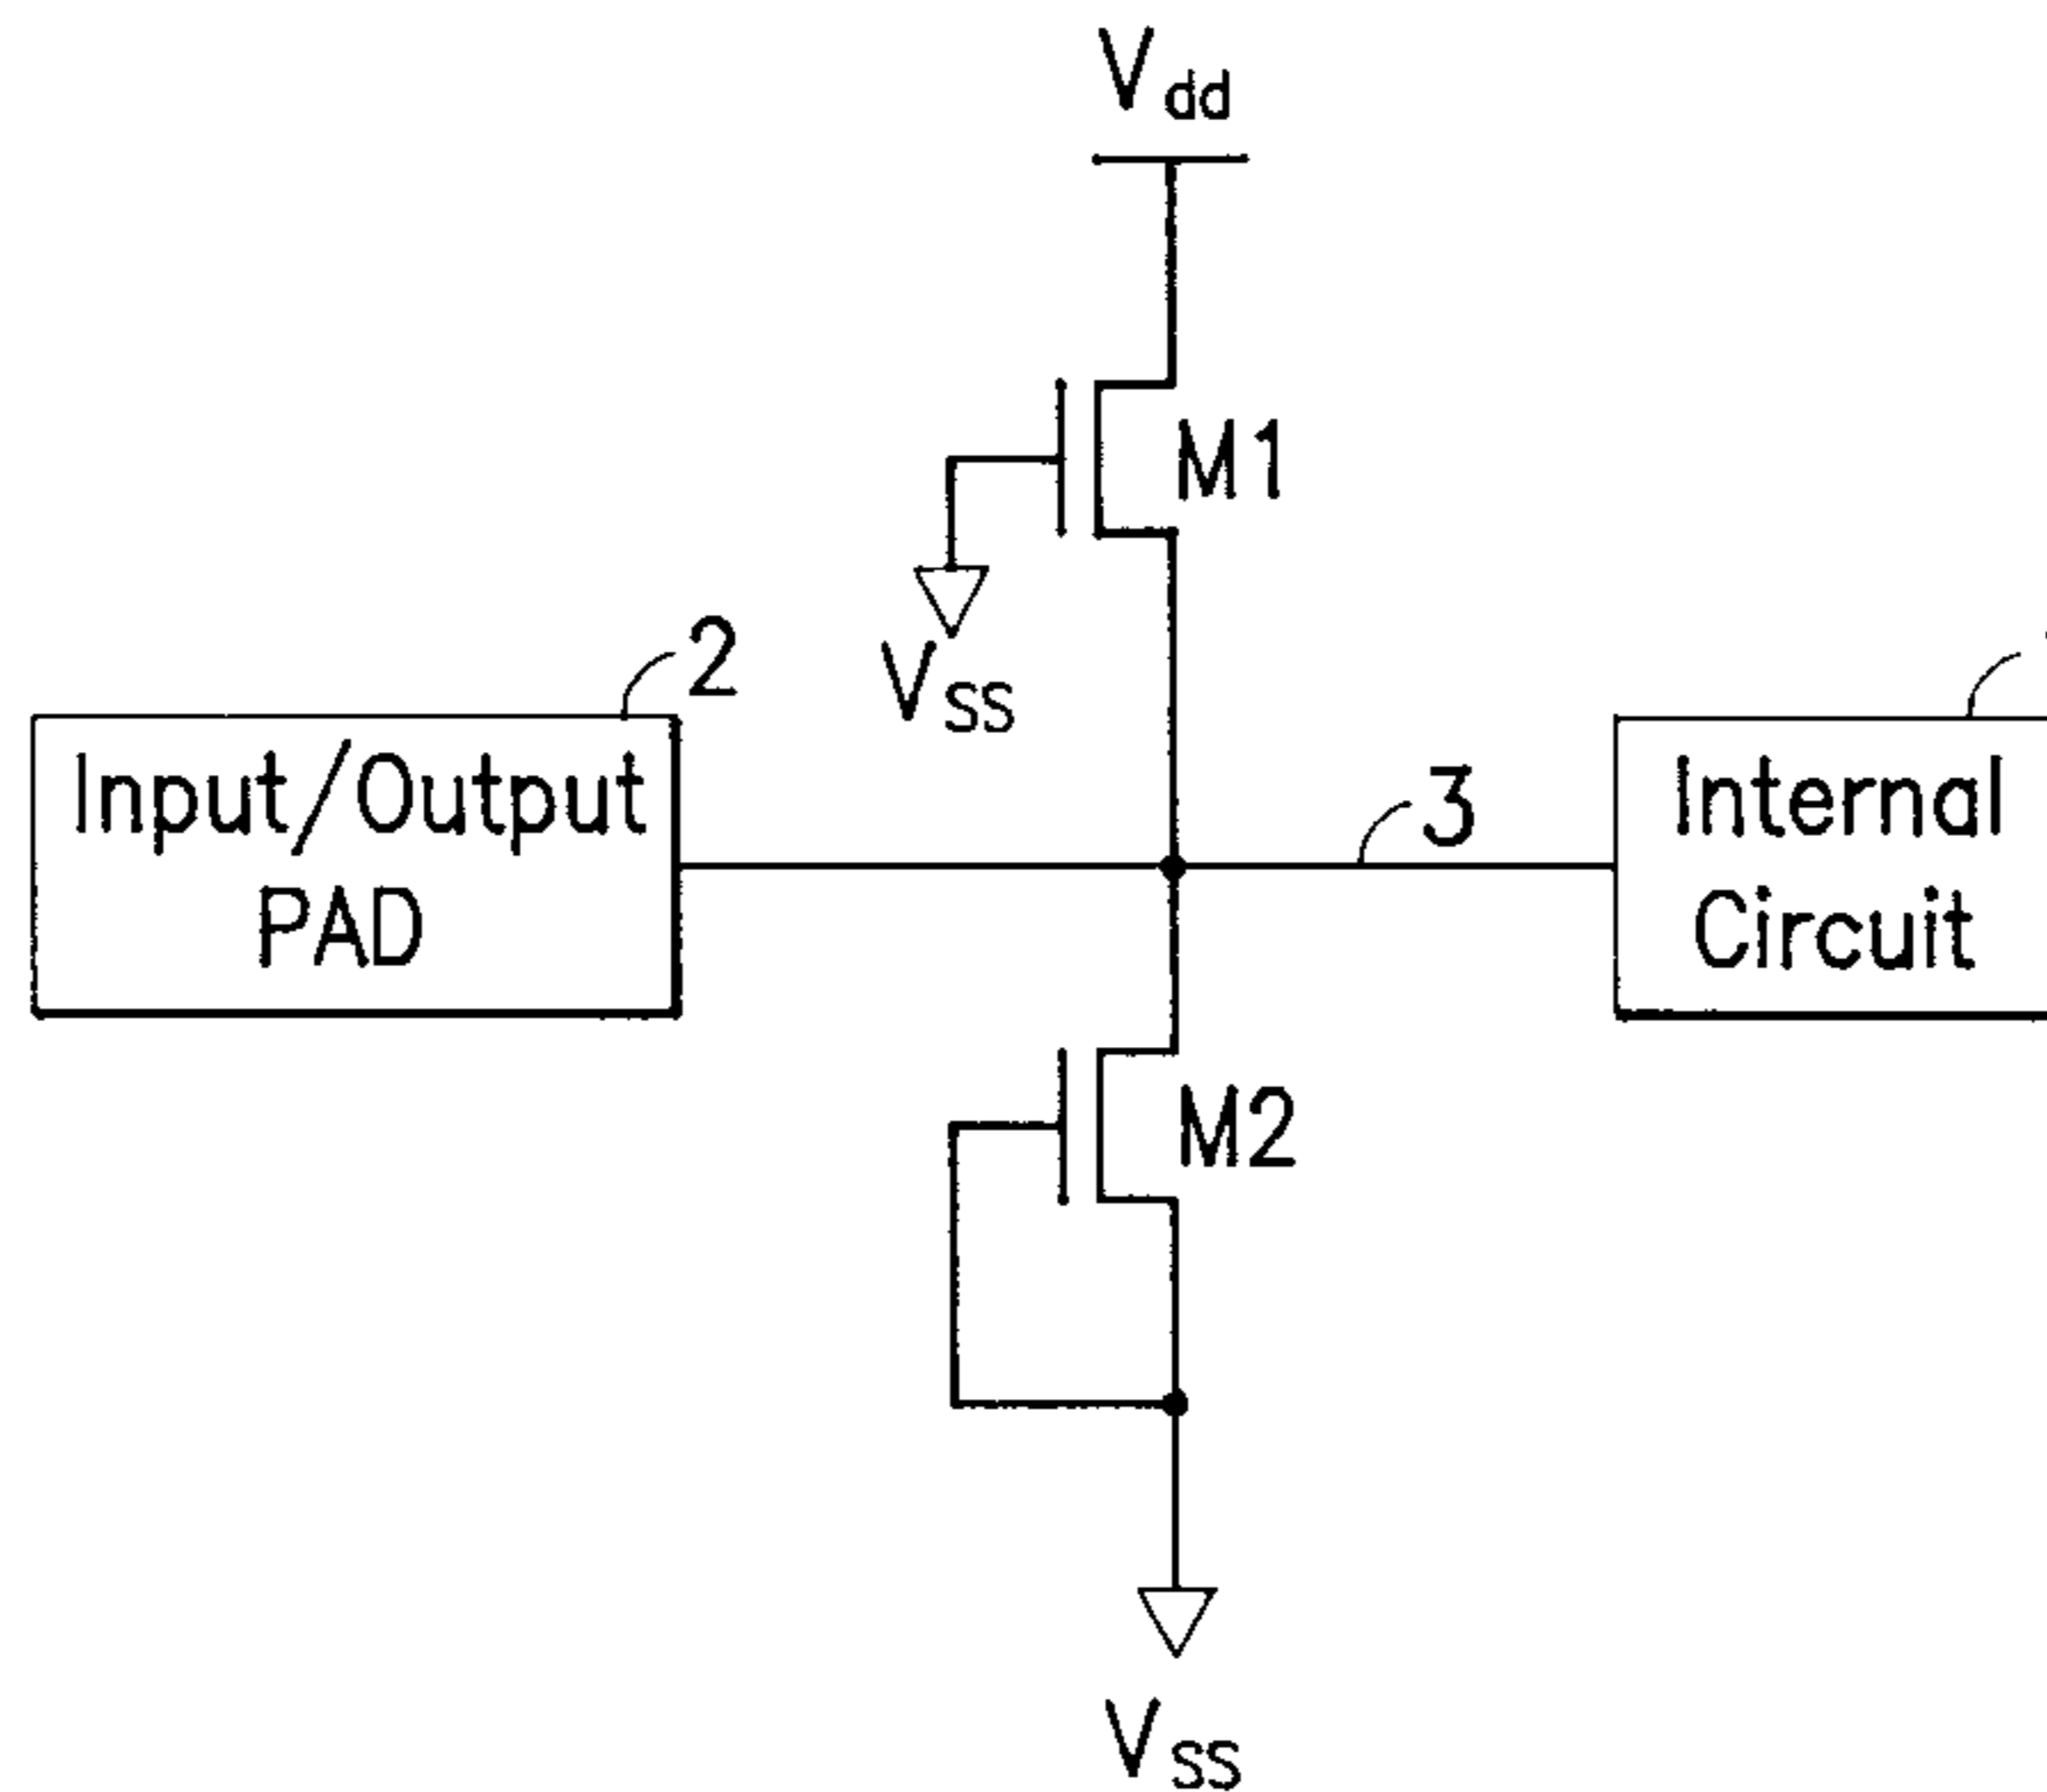 Vdd
M1
Vss
2
Input/Output
PAD
3
Internal
Circuit
M2
Vss